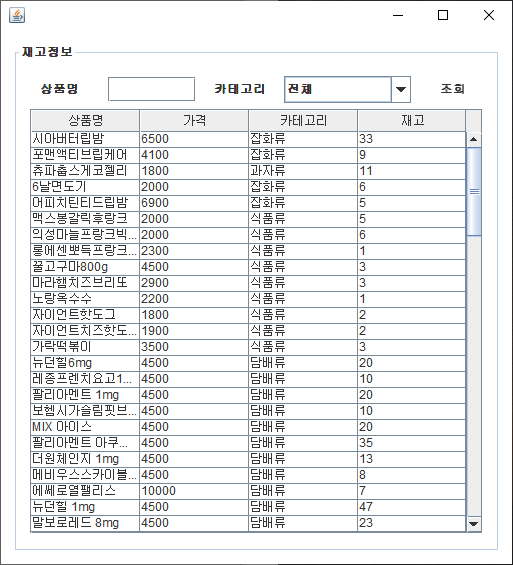 재고정보
상품명 카테고리 전체 조회
상품명 가격 카테고리 재고
시아버터립밤 6500 잡화류 33
포맨액티브립케어 4100 잡화류 9
츄파춥스게코젤리 1800 과자류 11
6날면도기 2000 잡화류 6
어피치틴티드립밤 6900 잡화류 5
맥스봉갈릭후랑크 2000 식품류 5
의성마늘프랑크빅... 2000 식품류 6
롱에센뽀득프랑크... 2300 식품류 1
꿀고구마800g 4500 식품류 3
마라햄치즈브리또 2900 식품류 3
노랑옥수수 2200 식품류 1
자이언트핫도그 1800 식품류 2
자이언트치즈핫도... 1900 식품류 2
가락떡볶이 3500 식품류 3
뉴던힐6mg 4500 담배류 20
레종프렌치요고1... 4500 담배류 10
팔리아멘트 1mg 4500 담배류 20
보헴시가슬림핏브... 4500 담배류 10
MIX 아이스 4500 담배류 20
팔리아멘트 아쿠... 4500 담배류 35
더원체인지 1mg 4500 담배류 13
메비우스스카이블... 4500 담배류 8
에쎄로열팰리스 10000 담배류 7
뉴던힐 1mg 4500 담배류 47
말보로레드 8mg 4500 담배류 23